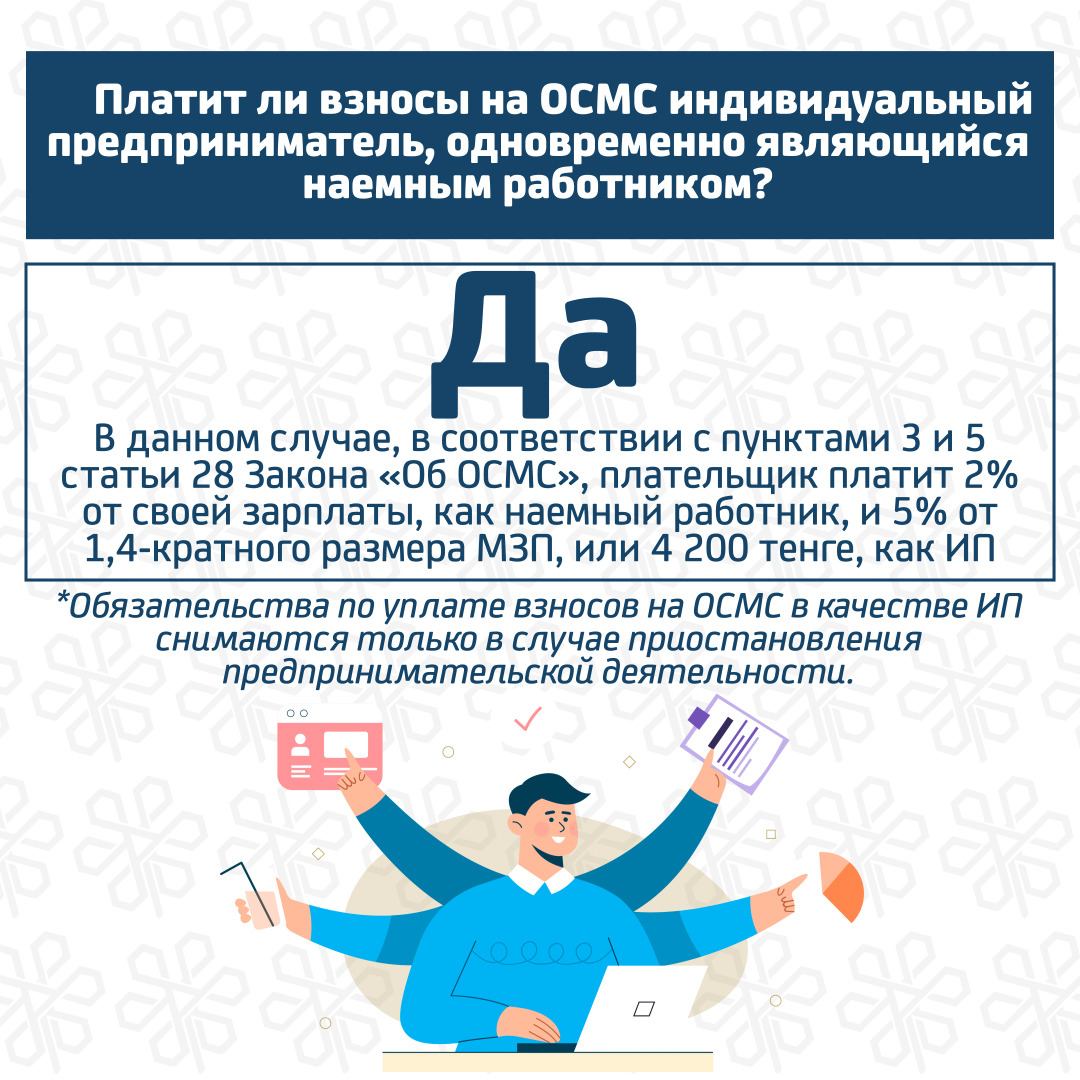 Платит ли взносы на ОСМС индивидуальный
предприниматель, одновременно являющийся
наемным работником?
Да
В данном случае, в соответствии с пунктами 3 и 5
статьи 28 Закона «Об ОСМС», плательщик платит 2%
от своей зарплаты, как наемный работник, и 5% от
1,4-кратного размера МЗП, или 4 200 тенге, как ИП
*Обязательства по уплате взносов на ОСМС в качестве ИП
снимаются только в случае приостановления
предпринимательской деятельности.